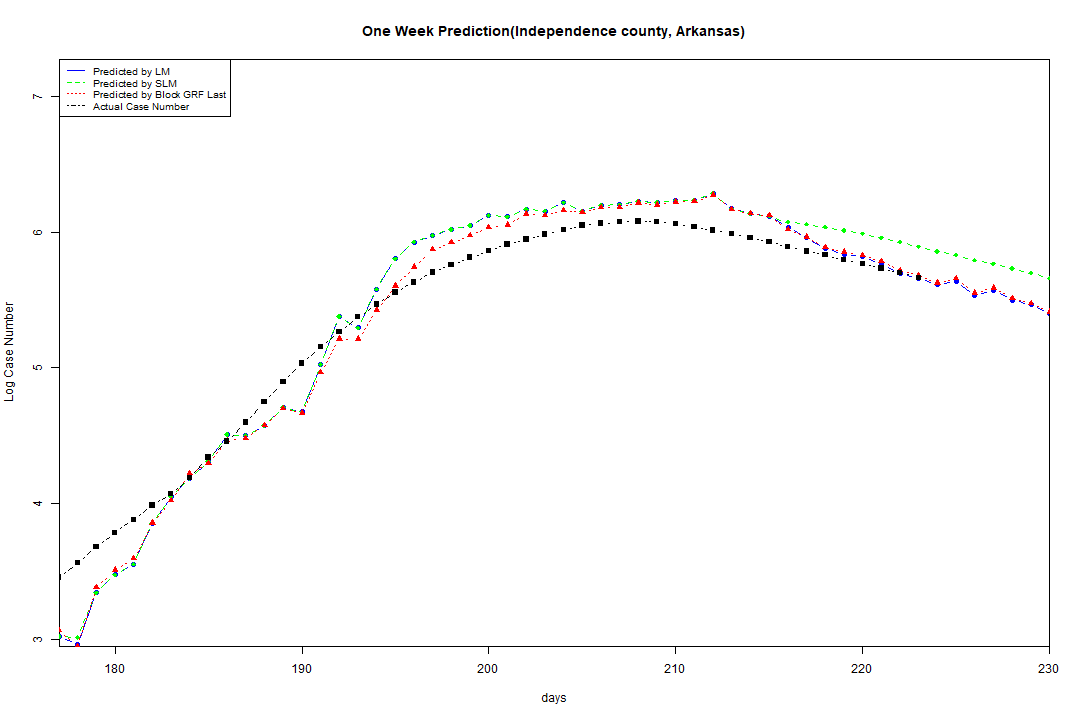 One Week Prediction(Independence county, Arkansas)
Predicted by LM
Predicted by SLM
Predicted by Block GRF Last
Actual Case Number
7
6
5
4
3
Log Case Number
180 190 200 210 220 230
days